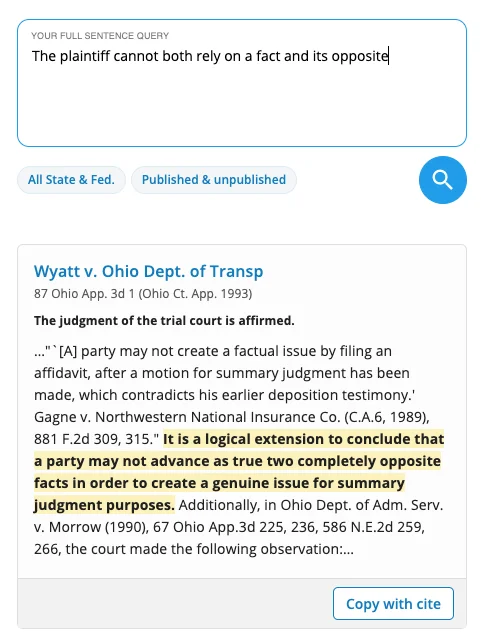 YOUR FULL SENTENCE QUERY
The plaintiff cannot both rely on a fact and its opposite
All State & Fed.
Published & unpublished
Wyatt v. Ohio Dept. of Transp
87 Ohio App. 3d 1 (Ohio Ct. App. 1993)
The judgment of the trial court is affirmed.
..."`[A] party may not create a factual issue by filing an
affidavit, after a motion for summary judgment has been
made, which contradicts his earlier deposition testimony.'
Gagne v. Northwestern National Insurance Co. (C.A.6, 1989),
881 F.2d 309, 315." It is a logical extension to conclude that
a party may not advance as true two completely opposite
facts in order to create a genuine issue for summary
judgment purposes. Additionally, in Ohio Dept. of Adm. Serv.
v. Morrow (1990), 67 Ohio App.3d 225, 236, 586 N.E.2d 259,
266, the court made the following observation:...
Copy with cite